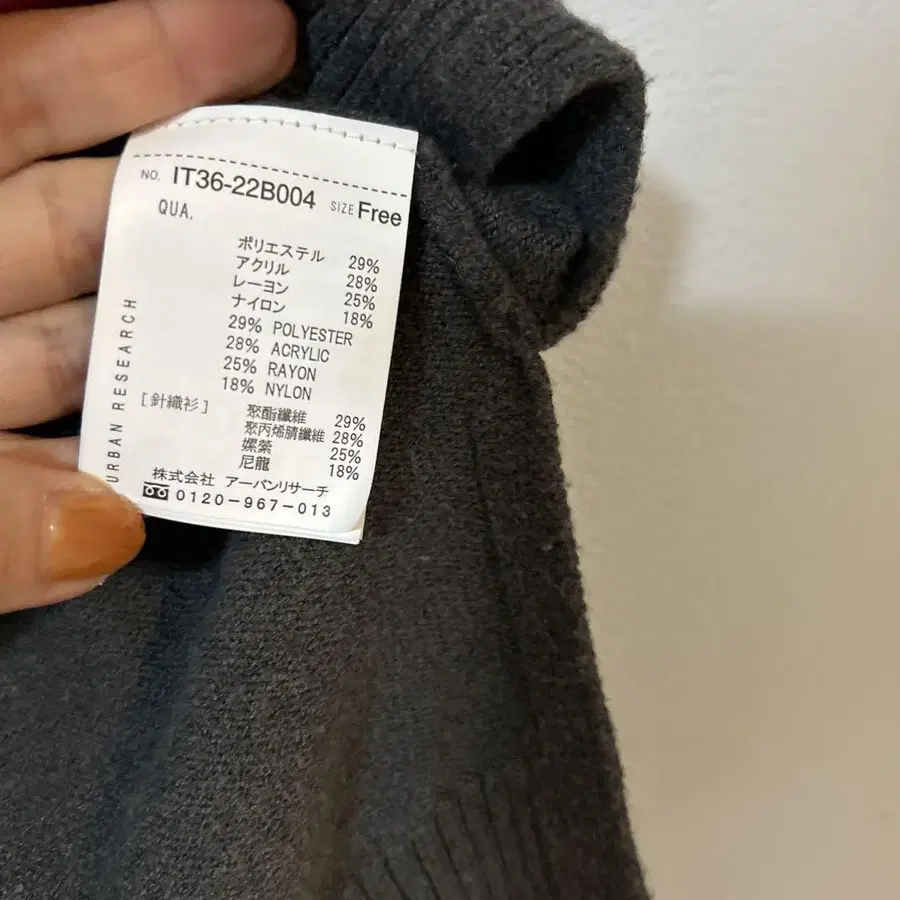 NO. IT36-22B004 SIZE Free
QUA.
ポリエステル 29%
アクリル 28%
レーヨン 25%
ナイロン 18%
29% POLYESTER
28% ACRYLIC
25% RAYON
18% NYLON
[針織衫]
聚酯纖維 29%
聚丙烯腈纖維 28%
嫘縈 25%
尼龍 18%
株式会社 アーバンリサーチ
0120-967-013
URBAN RESEARCH